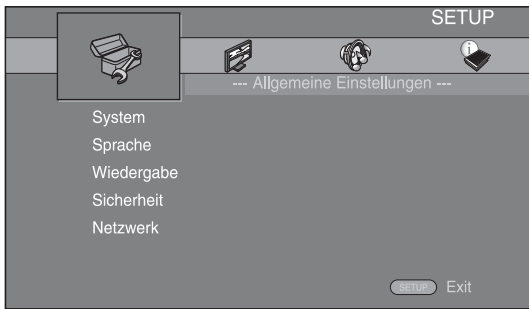 SETUP
--- Allgemeine Einstellungen ---
System
Sprache
Wiedergabe
Sicherheit
Netzwerk
SETUP Exit